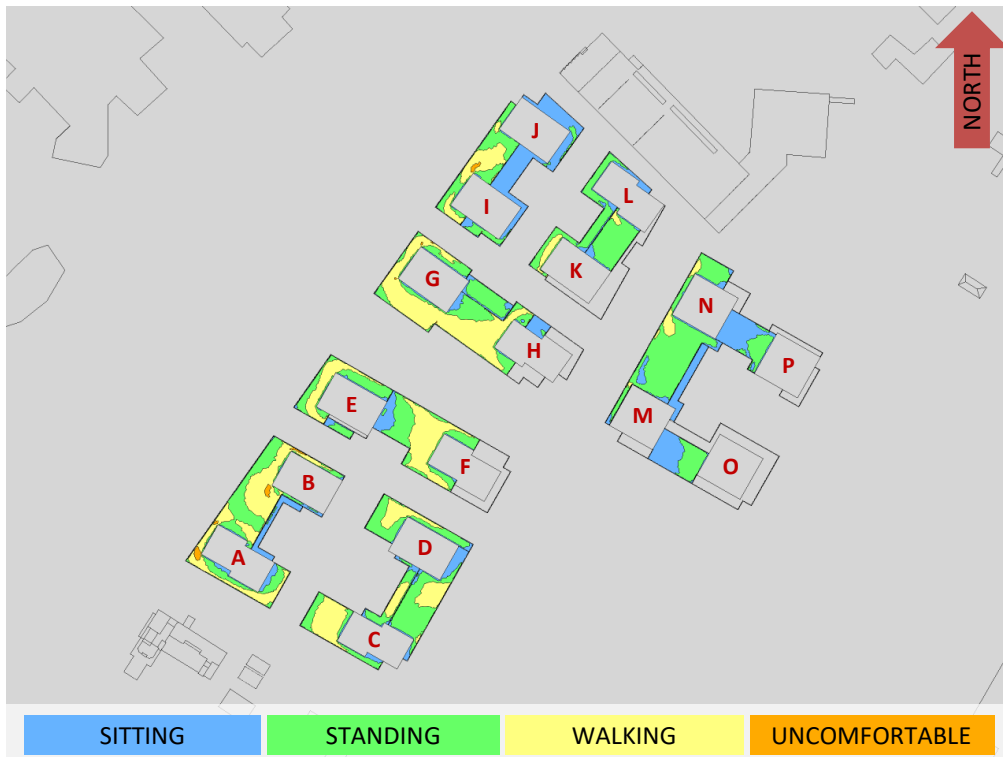 NORTH
J
L
I
K
G
N
H
P
E
M
F
O
B
D
A
C
SITTING
STANDING
WALKING
UNCOMFORTABLE